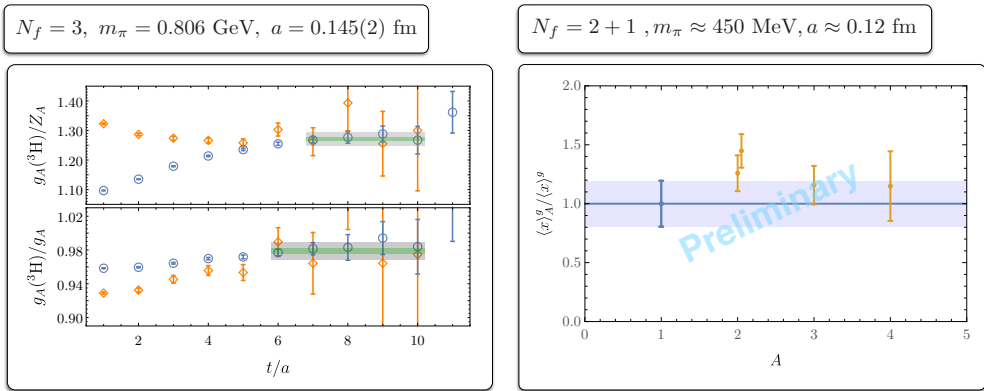 N_f = 3, m_π = 0.806 GeV, a = 0.145(2) fm
g_A(³H)/Z_A
1.40
1.30
1.20
1.10
g_A(³H)/g_A
1.02
0.98
0.94
0.90
2 4 6 8 10
t/a
N_f = 2 + 1 , m_π ≈ 450 MeV, a ≈ 0.12 fm
⟨x⟩_A^g/⟨x⟩^g
2.0
1.5
1.0
0.5
0.0
Preliminary
0 1 2 3 4 5
A